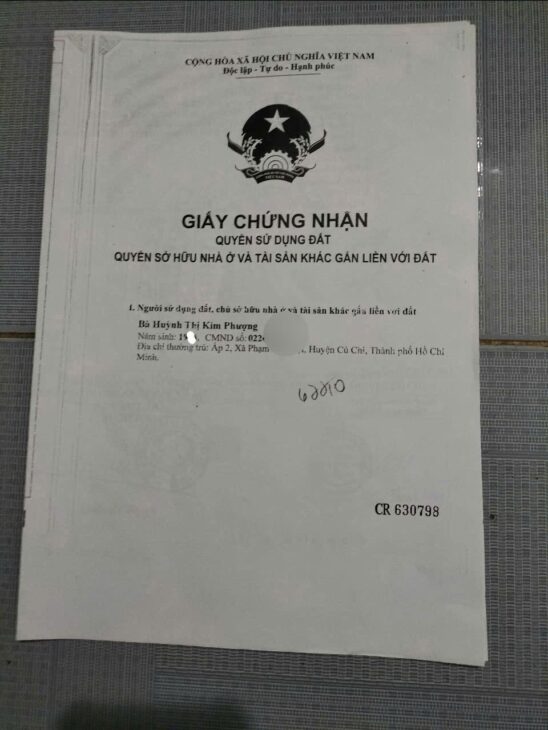 CỘNG HÒA XÃ HỘI CHỦ NGHĨA VIỆT NAM
Độc lập - Tự do - Hạnh phúc
VIỆT NAM
GIẤY CHỨNG NHẬN
QUYỀN SỬ DỤNG ĐẤT
QUYỀN SỞ HỮU NHÀ Ở VÀ TÀI SẢN KHÁC GẮN LIỀN VỚI ĐẤT
I. Người sử dụng đất, chủ sở hữu nhà ở và tài sản khác gắn liền với đất
Bà Huỳnh Thị Kim Phượng
Năm sinh: 19, CMND số: 022
Địa chỉ thường trú: Ấp 2, Xã Phạm , Huyện Củ Chi, Thành phố Hồ Chí
Minh.
CR 630798